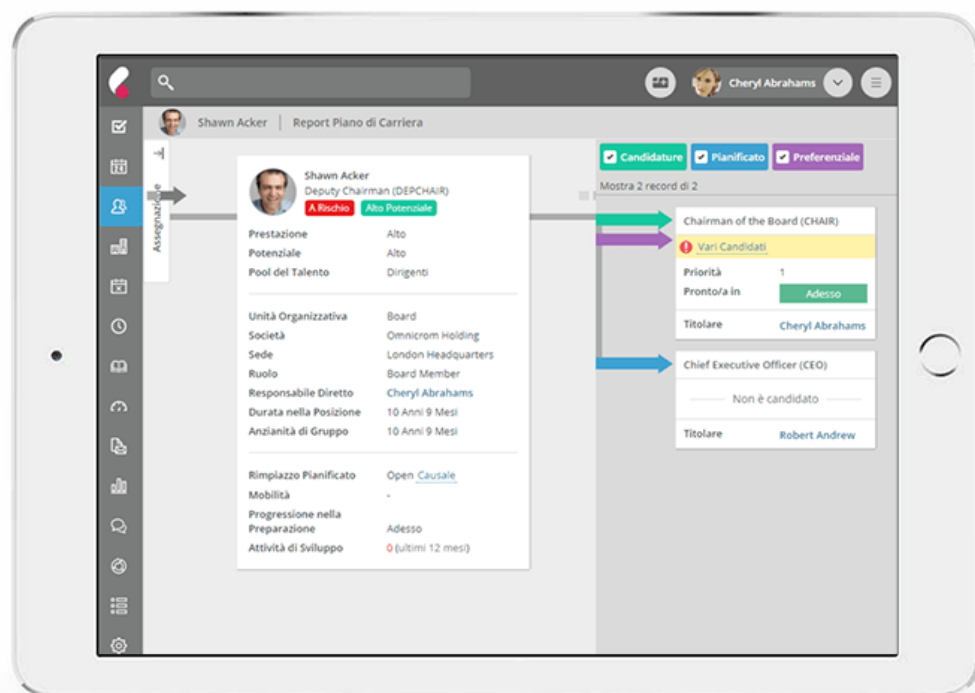 Cheryl Abrahams
Shawn Acker | Report Piano di Carriera
Assegnazione
Shawn Acker
Deputy Chairman (DEPCHAIR)
A Rischio Alto Potenziale
Prestazione Alto
Potenziale Alto
Pool del Talento Dirigenti
Unità Organizzativa Board
Società Omnicrom Holding
Sede London Headquarters
Ruolo Board Member
Responsabile Diretto Cheryl Abrahams
Durata nella Posizione 10 Anni 9 Mesi
Anzianità di Gruppo 10 Anni 9 Mesi
Rimpiazzo Pianificato Open Causale
Mobilità -
Progressione nella
Preparazione Adesso
Attività di Sviluppo 0 (ultimi 12 mesi)
Candidature Pianificato Preferenziale
Mostra 2 record di 2
Chairman of the Board (CHAIR)
Vari Candidati
Priorità 1
Pronto/a in Adesso
Titolare Cheryl Abrahams
Chief Executive Officer (CEO)
Non è candidato
Titolare Robert Andrew